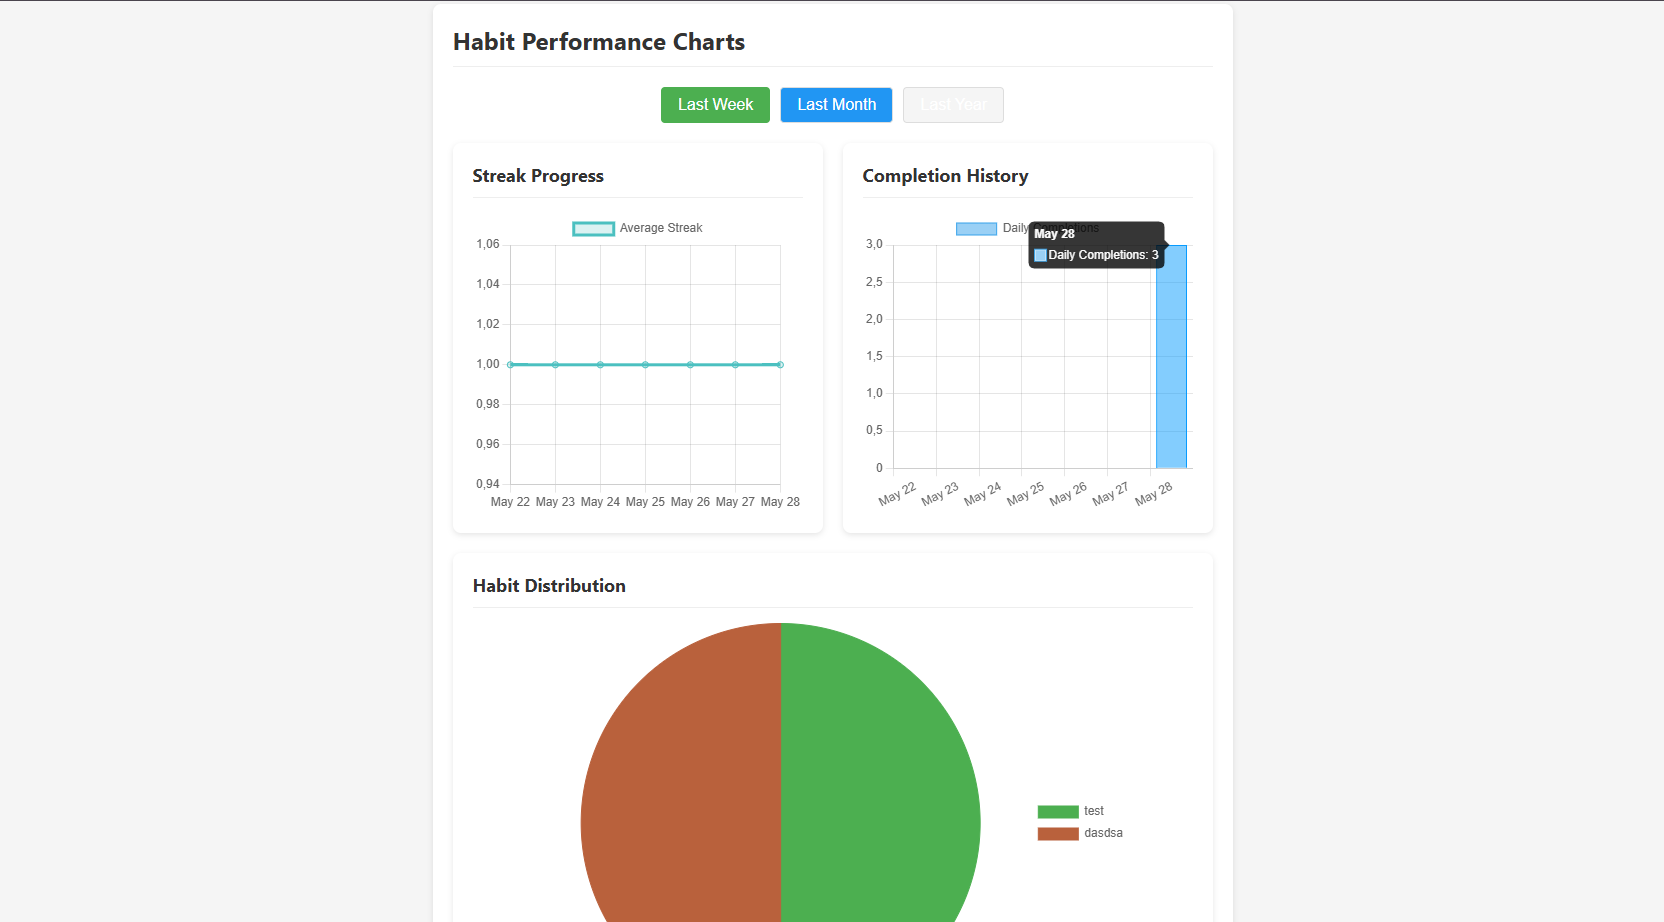 Habit Performance Charts
Last Week Last Month Last Year
Streak Progress
Average Streak
1,06
1,04
1,02
1,00
0,98
0,96
0,94
May 22 May 23 May 24 May 25 May 26 May 27 May 28
Completion History
Daily Completions
May 28
Daily Completions: 3
3,0
2,5
2,0
1,5
1,0
0,5
0
May 22 May 23 May 24 May 25 May 26 May 27 May 28
Habit Distribution
test
dasdsa